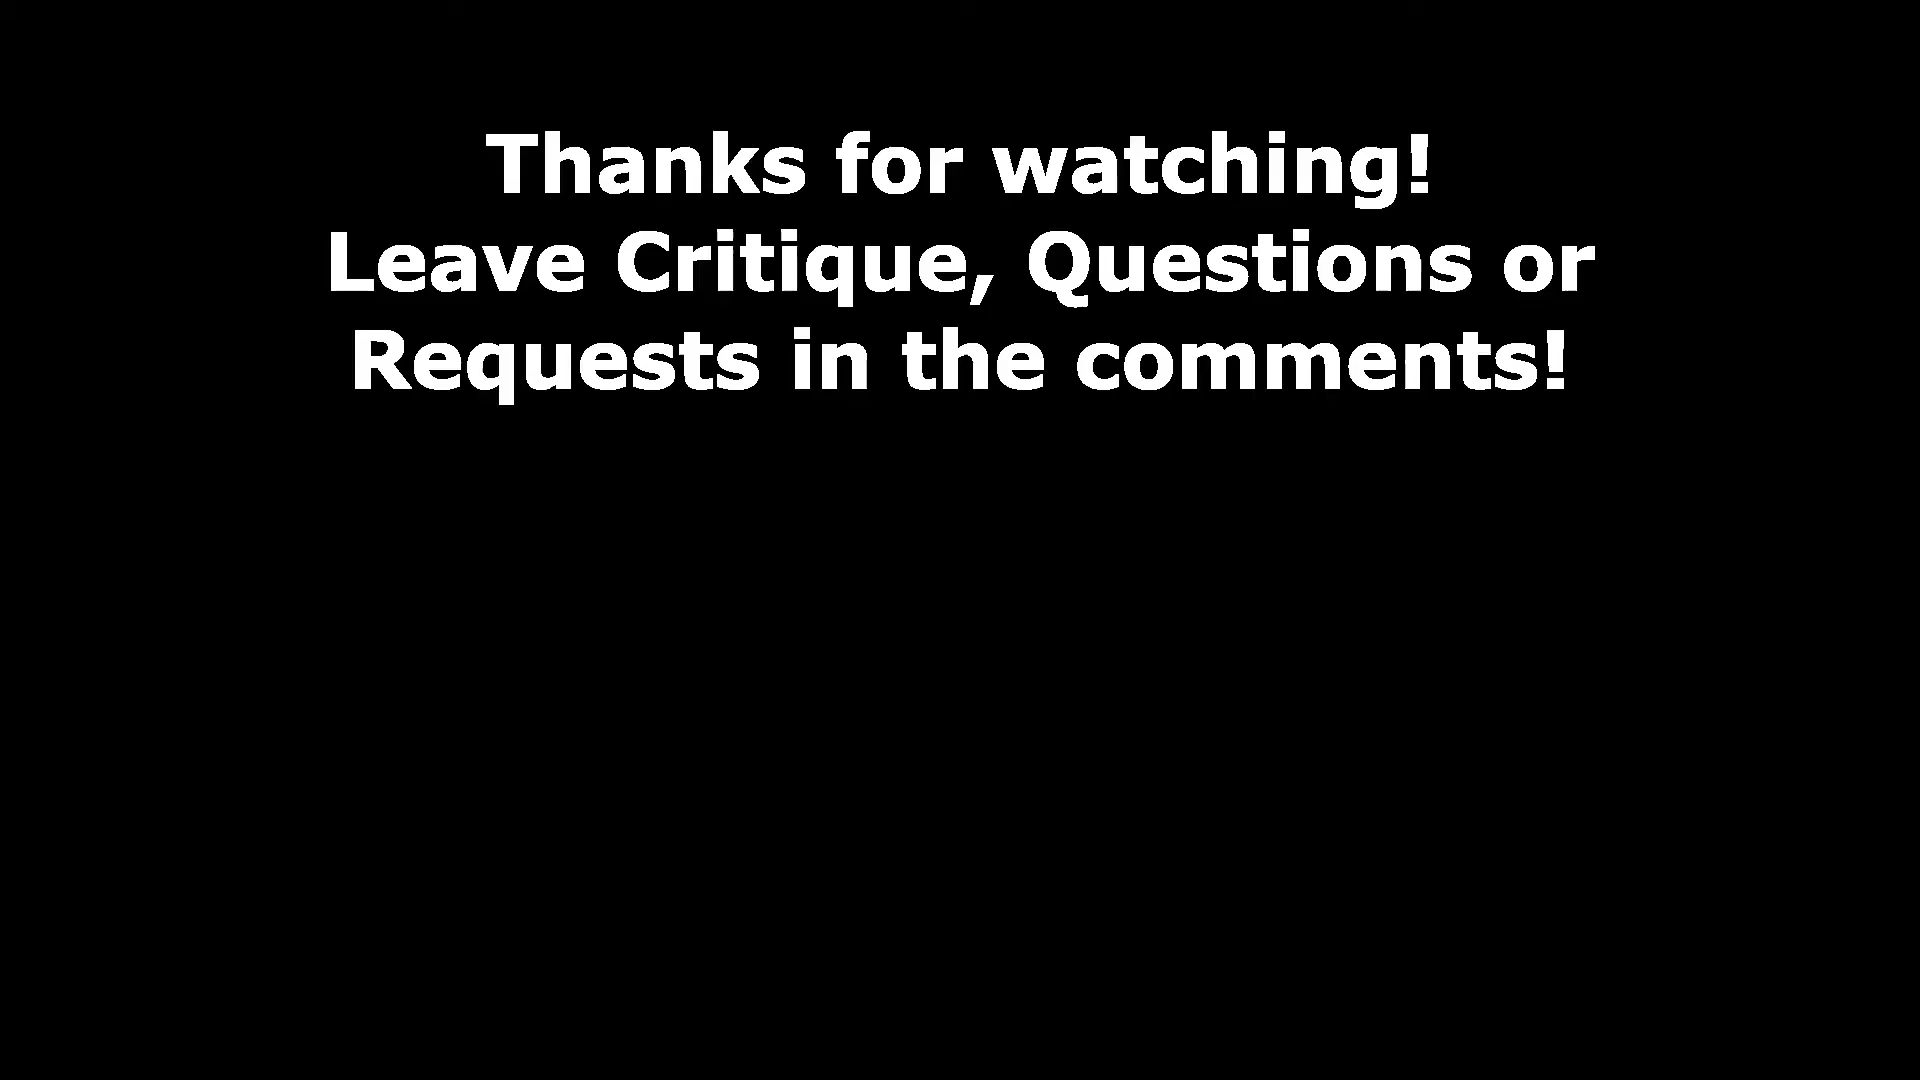 Thanks for watching!
Leave Critique, Questions or
Requests in the comments!